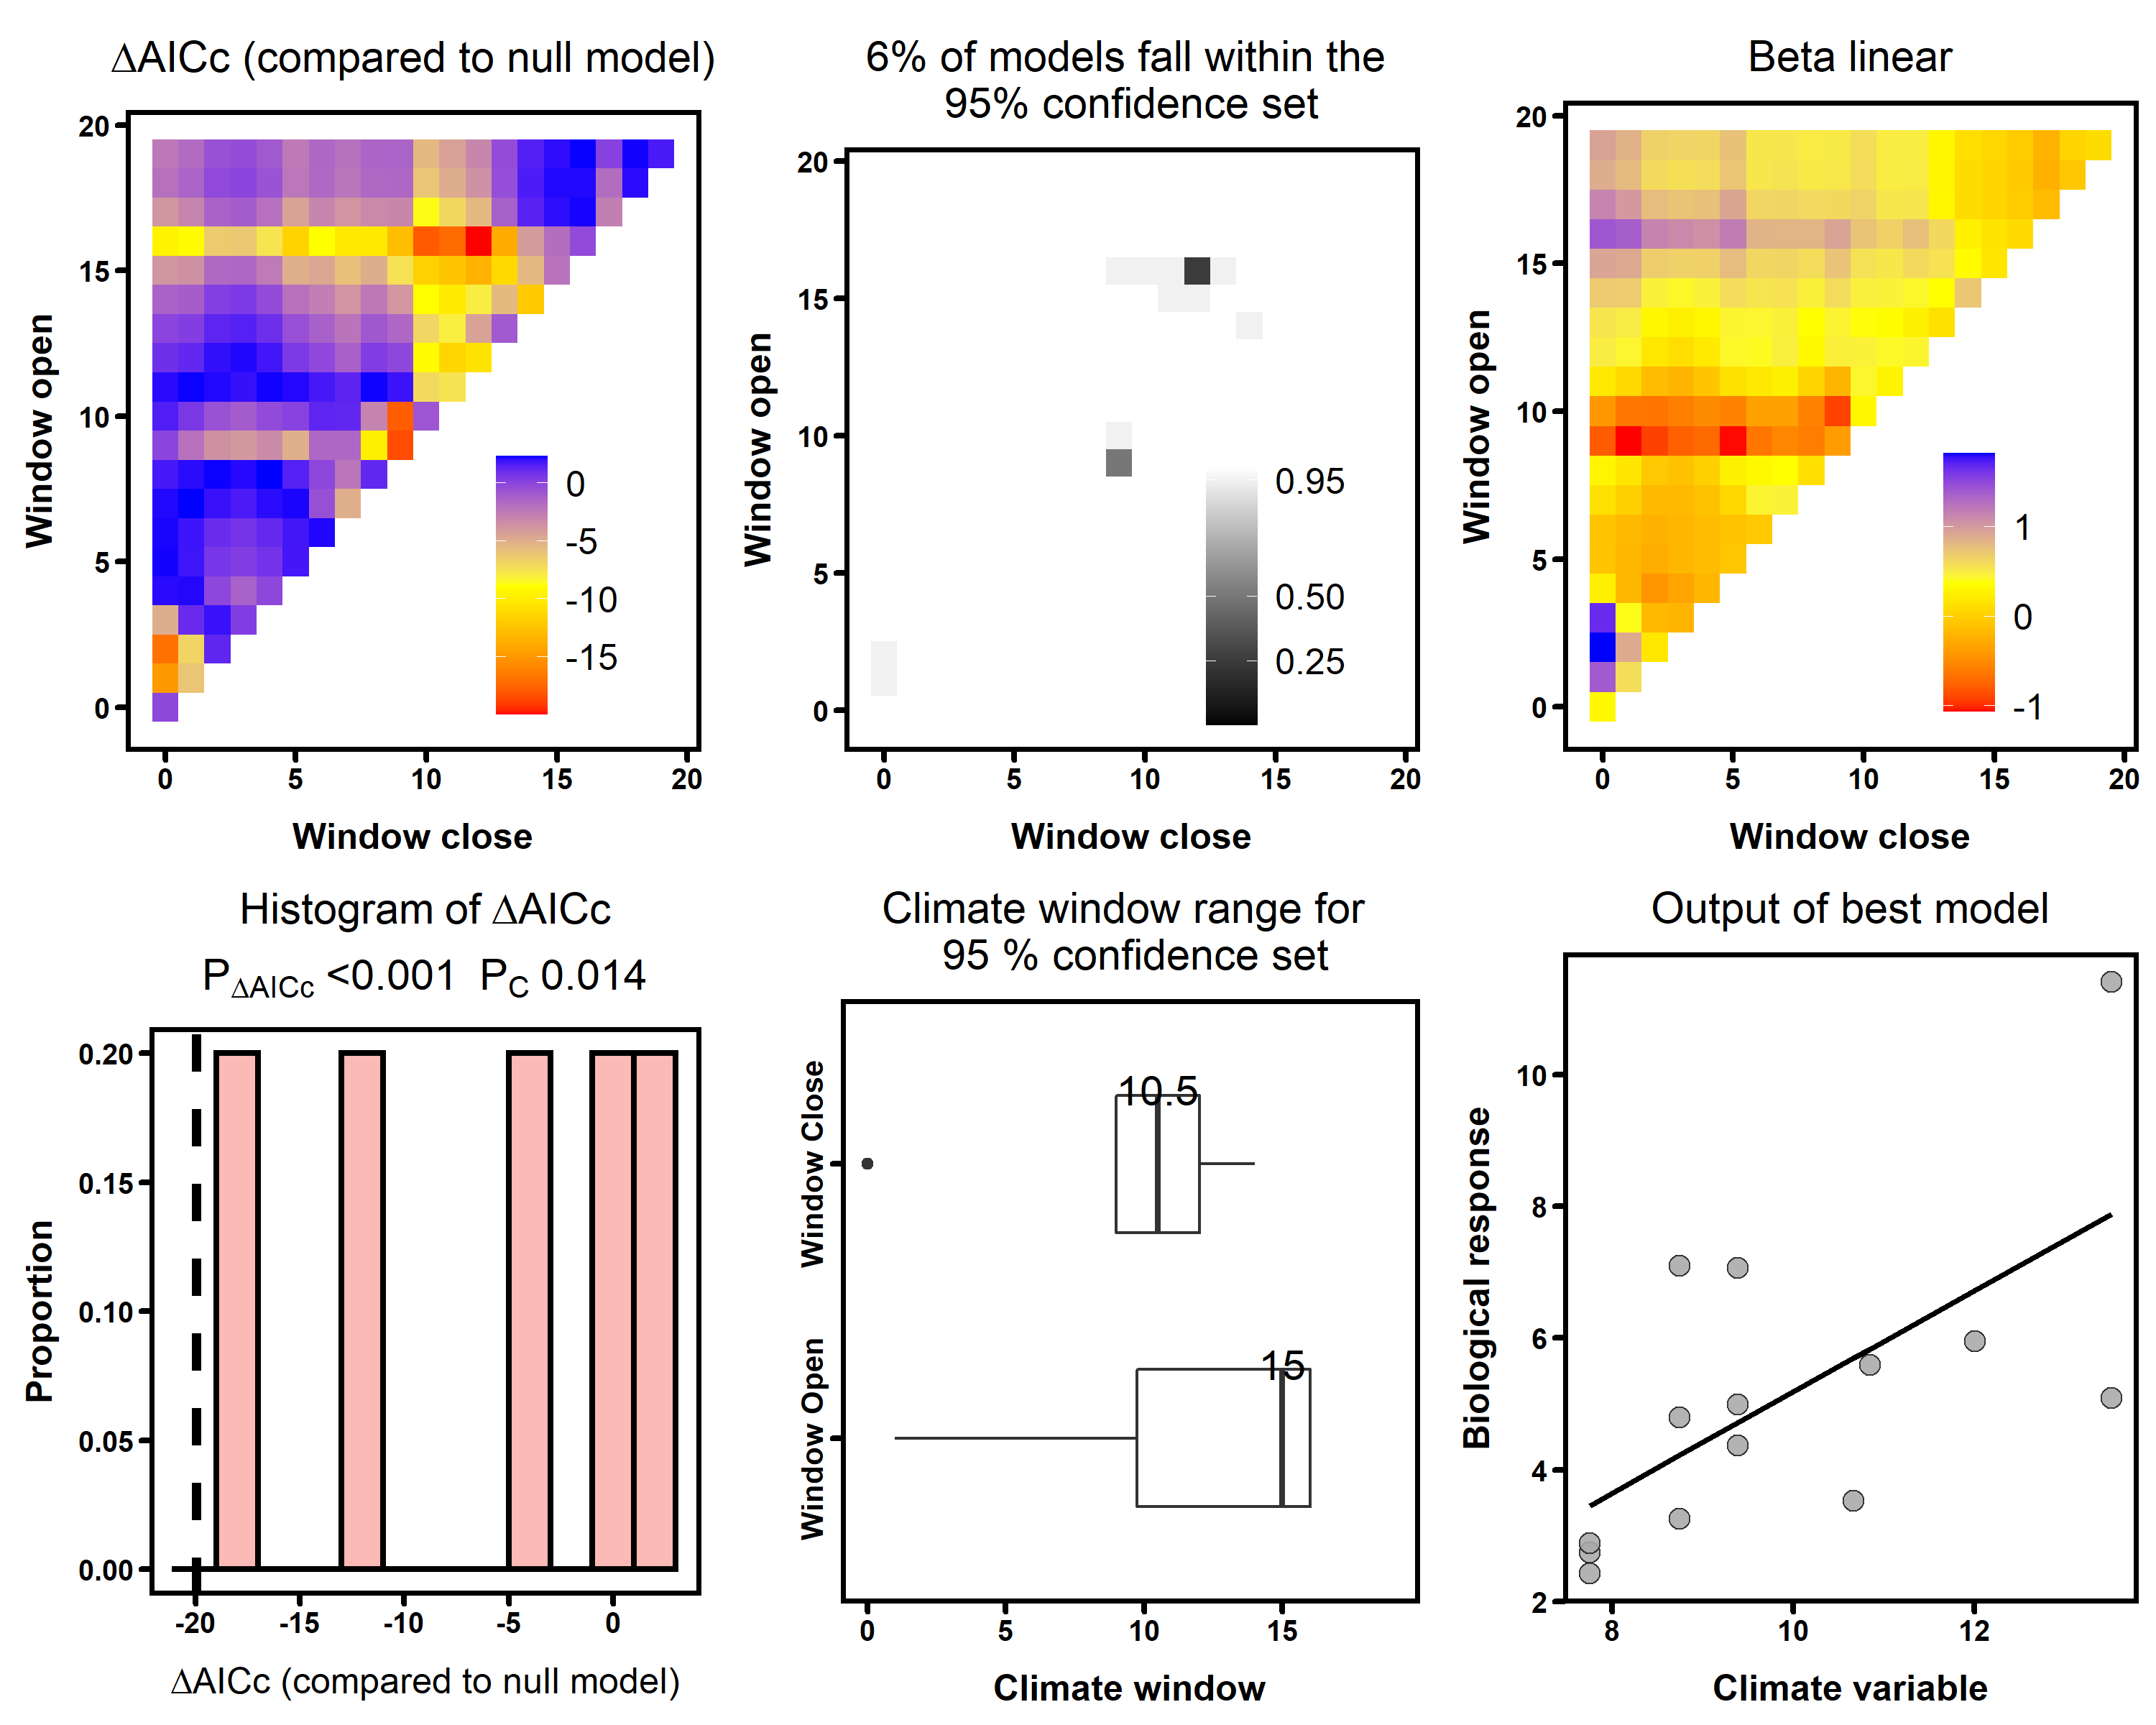 ∆AICc (compared to null model)
20
15
10
5
0
Window open
0
-5
-10
-15
0 5 10 15 20
Window close
6% of models fall within the
95% confidence set
20
15
10
5
0
Window open
0.95
0.50
0.25
0 5 10 15 20
Window close
Beta linear
20
15
10
5
0
Window open
1
0
-1
0 5 10 15 20
Window close
Histogram of ∆AICc
P∆AICc <0.001 PC 0.014
0.20
0.15
0.10
0.05
0.00
Proportion
-20 -15 -10 -5 0
∆AICc (compared to null model)
Climate window range for
95 % confidence set
Window Close
10.5
Window Open
15
0 5 10 15
Climate window
Output of best model
10
8
6
4
2
Biological response
8 10 12
Climate variable